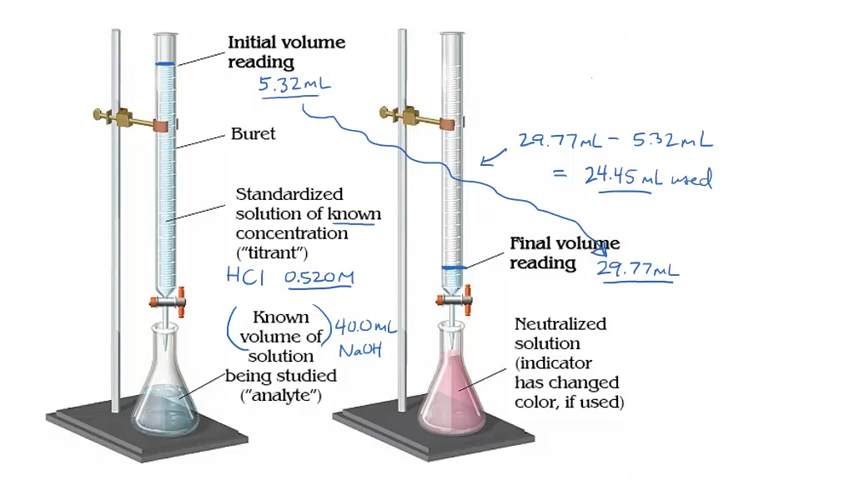 Initial volume
reading
5.32mL
Buret
Standardized
solution of known
concentration
("titrant")
HCl 0.520M
Known
volume of
solution
being studied
("analyte")
40.0mL
NaOH
29.77mL - 5.32mL
= 24.45mL used
Final volume
reading
29.77mL
Neutralized
solution
(indicator
has changed
color, if used)